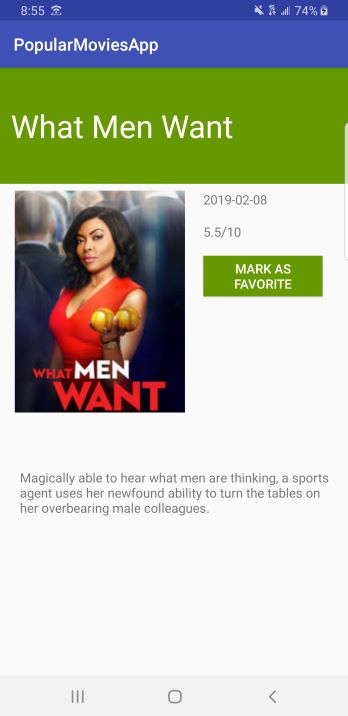 8:55 74%
PopularMoviesApp
What Men Want
2019-02-08
5.5/10
MARK AS
FAVORITE
WHAT MEN
WANT
Magically able to hear what men are thinking, a sports
agent uses her newfound ability to turn the tables on
her overbearing male colleagues.